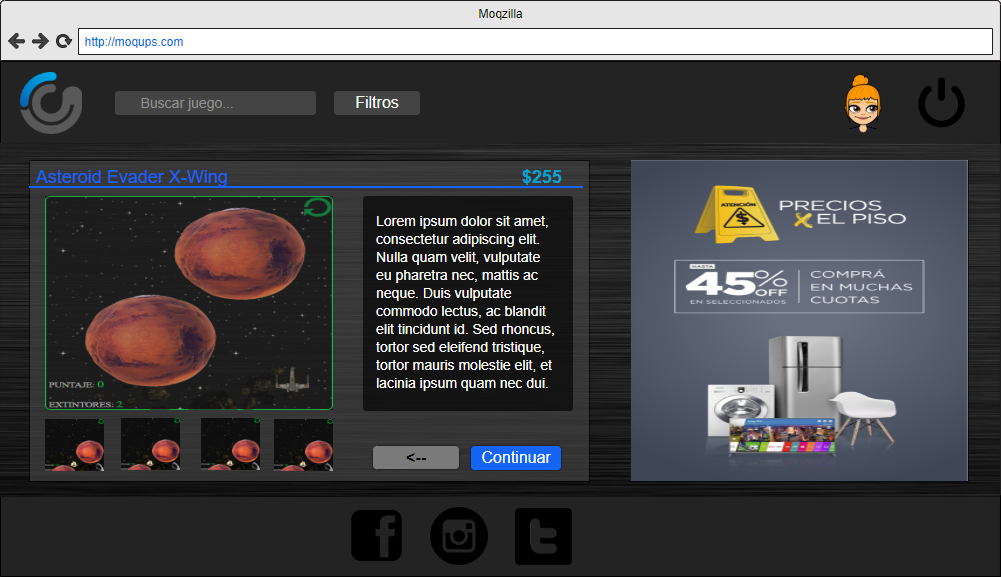 Moqzilla
http://moqups.com
Buscar juego...
Filtros
Asteroid Evader X-Wing
$255
PUNTAJE: 0
EXTINTORES: 2
Lorem ipsum dolor sit amet,
consectetur adipiscing elit.
Nulla quam velit, vulputate
eu pharetra nec, mattis ac
neque. Duis vulputate
commodo lectus, ac blandit
elit tincidunt id. Sed rhoncus,
tortor sed eleifend tristique,
tortor mauris molestie elit, et
lacinia ipsum quam nec dui.
<--
Continuar
ATENCIÓN
$
PRECIOS
X EL PISO
HASTA
45% OFF
EN SELECCIONADOS
COMPRÁ
EN MUCHAS
CUOTAS